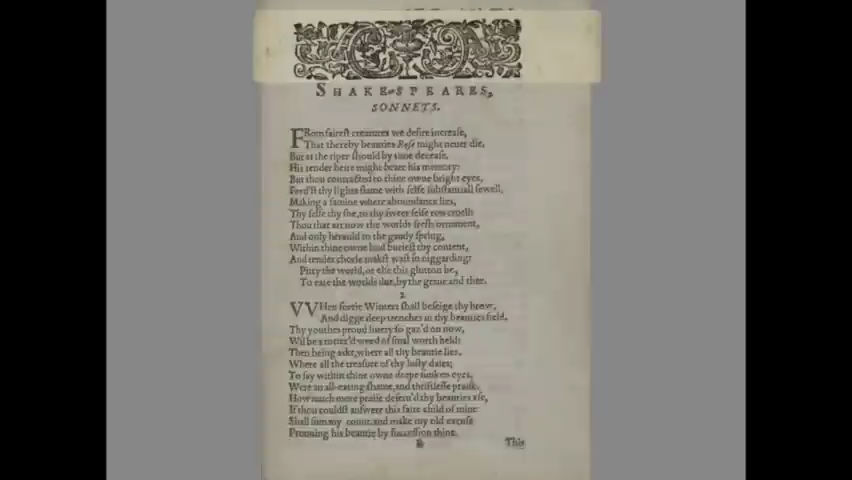 SHAKE-SPEARES,
SONNETS.
FRom fairest creatures we desire increase,
That thereby beauties Rose might neuer die,
But as the riper should by time decease,
His tender heire might beare his memory:
But thou contracted to thine owne bright eyes,
Feed'st thy lights flame with selfe substantiall fewell,
Making a famine where aboundance lies,
Thy selfe thy foe, to thy sweet selfe too cruell:
Thou that art now the worlds fresh ornament,
And only herauld to the gaudy spring,
Within thine owne bud buriest thy content,
And tender chorle makst wast in niggarding:
Pitty the world, or else this glutton be,
To eate the worlds due, by the graue and thee.
2
VVHen fortie Winters shall beseige thy brow,
And digge deep trenches in thy beauties field,
Thy youthes proud liuery so gaz'd on now,
Wil be a totter'd weed of smal worth held:
Then being askt, where all thy beautie lies,
Where all the treasure of thy lusty daies;
To say within thine owne deepe sunken eyes,
Were an all-eating shame, and thriftlesse praise.
How much more praise deseru'd thy beauties vse,
If thou couldst answere this faire child of mine
Shall sum my count, and make my old excuse
Proouing his beautie by succession thine.
B This